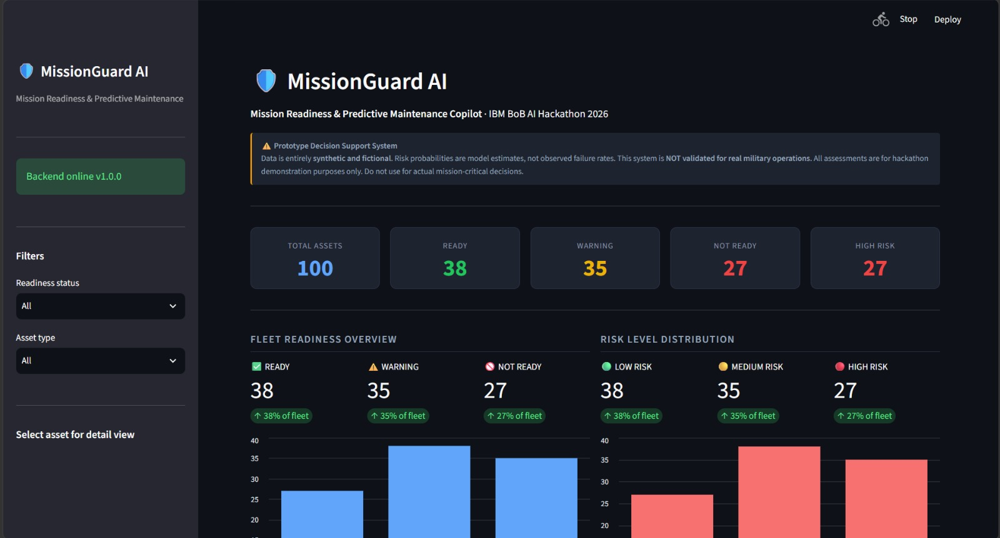 Stop
Deploy
MissionGuard AI
Mission Readiness & Predictive Maintenance
Backend online v1.0.0
Filters
Readiness status
All
Asset type
All
Select asset for detail view
MissionGuard AI
Mission Readiness & Predictive Maintenance Copilot · IBM BoB AI Hackathon 2026
Prototype Decision Support System
Data is entirely synthetic and fictional. Risk probabilities are model estimates, not observed failure rates. This system is NOT validated for real military operations. All assessments are for hackathon
demonstration purposes only. Do not use for actual mission-critical decisions.
TOTAL ASSETS
100
READY
38
WARNING
35
NOT READY
27
HIGH RISK
27
FLEET READINESS OVERVIEW
READY
38
↑ 38% of fleet
WARNING
35
↑ 35% of fleet
NOT READY
27
↑ 27% of fleet
40
35
30
25
20
RISK LEVEL DISTRIBUTION
LOW RISK
38
↑ 38% of fleet
MEDIUM RISK
35
↑ 35% of fleet
HIGH RISK
27
↑ 27% of fleet
40
35
30
25
20